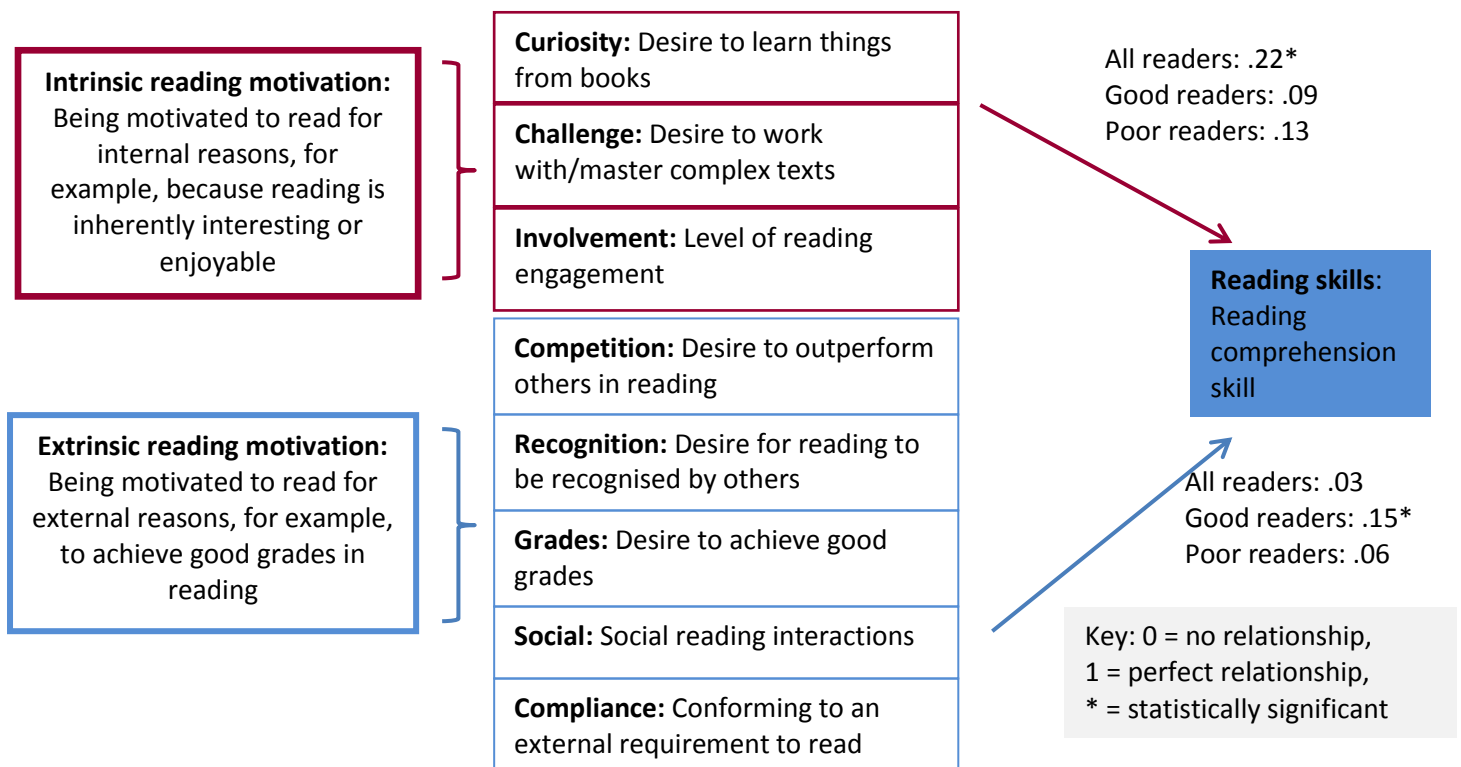 Intrinsic reading motivation:
Being motivated to read for
internal reasons, for
example, because reading is
inherently interesting or
enjoyable
Extrinsic reading motivation:
Being motivated to read for
external reasons, for example,
to achieve good grades in
reading
Curiosity: Desire to learn things
from books
Challenge: Desire to work
with/master complex texts
Involvement: Level of reading
engagement
Competition: Desire to outperform
others in reading
Recognition: Desire for reading to
be recognised by others
Grades: Desire to achieve good
grades
Social: Social reading interactions
Compliance: Conforming to an
external requirement to read
All readers: .22*
Good readers: .09
Poor readers: .13
Reading skills:
Reading
comprehension
skill
All readers: .03
Good readers: .15*
Poor readers: .06
Key: 0 = no relationship,
1 = perfect relationship,
* = statistically significant